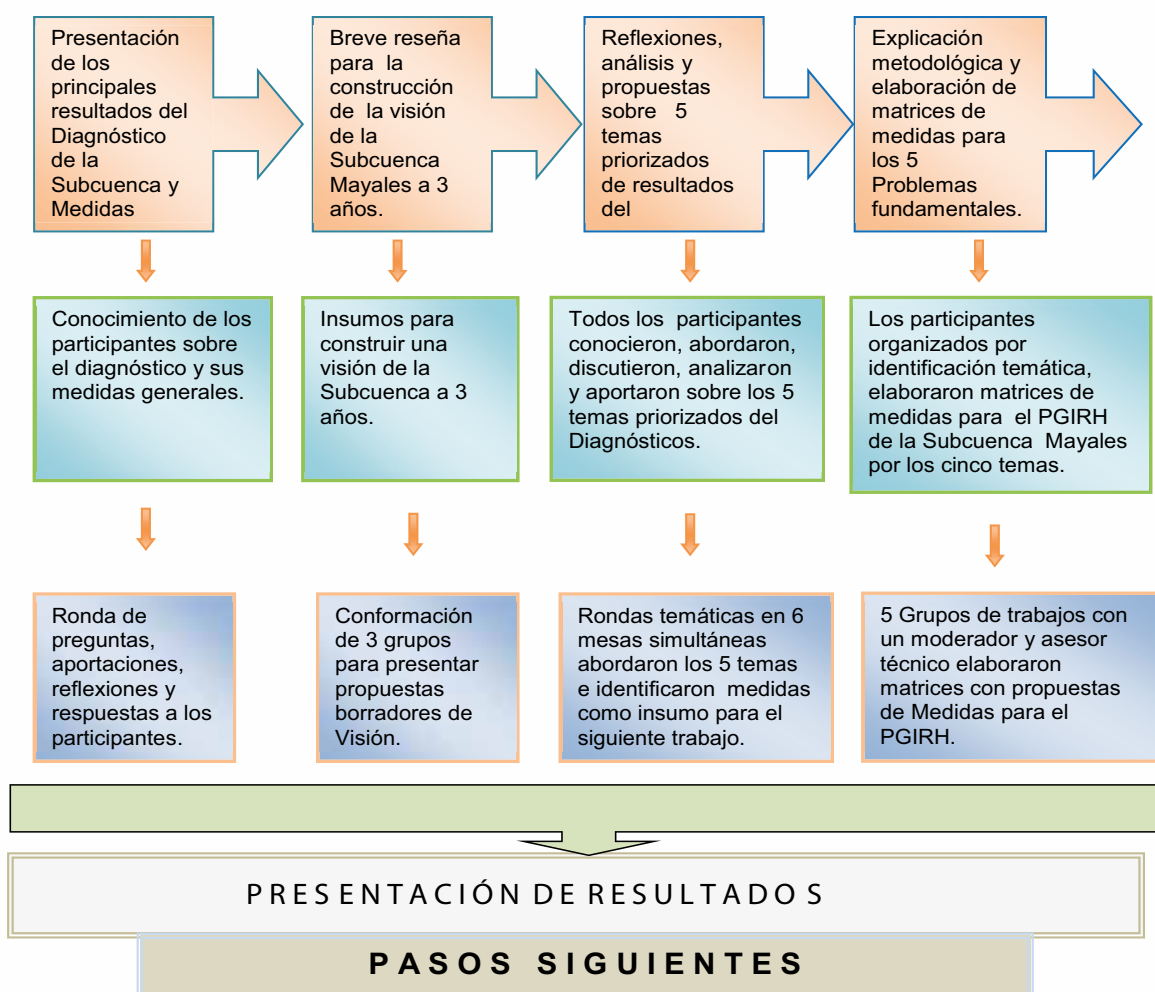 Presentación
de los
principales
resultados del
Diagnóstico
de la
Subcuenca y
Medidas
Breve reseña
para la
construcción
de la visión
de la
Subcuenca
Mayales a 3
años.
Reflexiones,
análisis y
propuestas
sobre 5
temas
priorizados
de resultados
del
Explicación
metodológica y
elaboración de
matrices de
medidas para
los 5
Problemas
fundamentales.
Conocimiento de los
participantes sobre
el diagnóstico y sus
medidas generales.
Insumos para
construir una
visión de la
Subcuenca a 3
años.
Todos los participantes
conocieron, abordaron,
discutieron, analizaron
y aportaron sobre los 5
temas priorizados del
Diagnósticos.
Los participantes
organizados por
identificación temática,
elaboraron matrices de
medidas para el PGIRH
de la Subcuenca Mayales
por los cinco temas.
Ronda de
preguntas,
aportaciones,
reflexiones y
respuestas a los
participantes.
Conformación
de 3 grupos
para presentar
propuestas
borradores de
Visión.
Rondas temáticas en 6
mesas simultáneas
abordaron los 5 temas
e identificaron medidas
como insumo para el
siguiente trabajo.
5 Grupos de trabajos con
un moderador y asesor
técnico elaboraron
matrices con propuestas
de Medidas para el
PGIRH.
PRESENTACIÓN DE RESULTADOS
PASOS SIGUIENTES